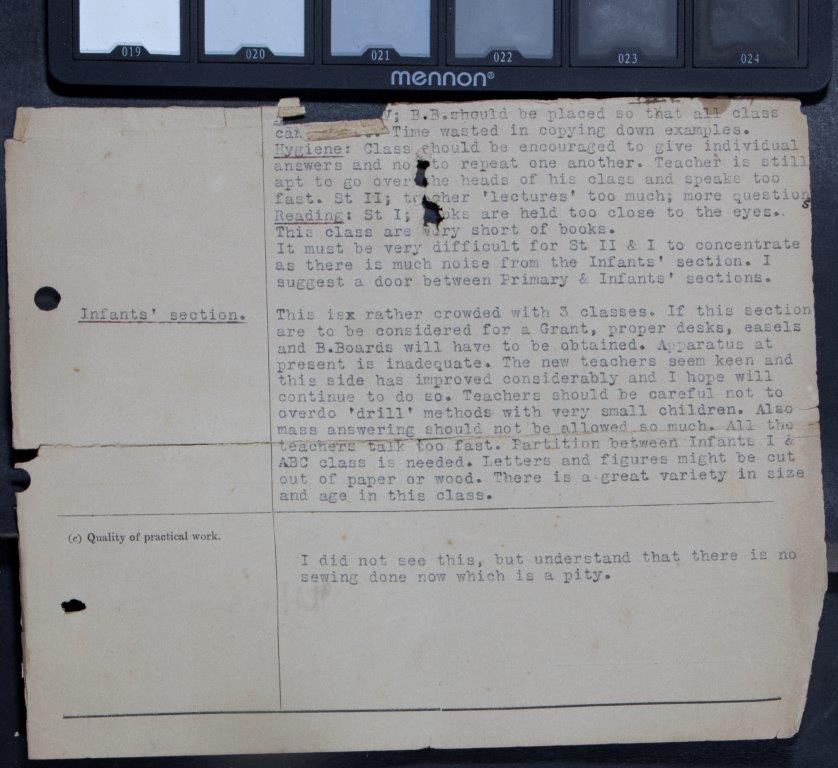 019 020 021 022 023 024
mennon®
V; B.B.should be placed so that all class
can Time wasted in copying down examples.
Hygiene: Class should be encouraged to give individual
answers and not to repeat one another. Teacher is still
apt to go over the heads of his class and speaks too
fast. St II; teacher 'lectures' too much; more questions
Reading: St I; books are held too close to the eyes.
This class are very short of books.
It must be very difficult for St II & I to concentrate
as there is much noise from the Infants' section. I
suggest a door between Primary & Infants' sections.
Infants' section.
This isx rather crowded with 3 classes. If this section
are to be considered for a Grant, proper desks, easels
and B.Boards will have to be obtained. Apparatus at
present is inadequate. The new teachers seem keen and
this side has improved considerably and I hope will
continue to do so. Teachers should be careful not to
overdo 'drill' methods with very small children. Also
mass answering should not be allowed so much. All the
teachers talk too fast. Partition between Infants I &
ABC class is needed. Letters and figures might be cut
out of paper or wood. There is a great variety in size
and age in this class.
(e) Quality of practical work.
I did not see this, but understand that there is no
sewing done now which is a pity.